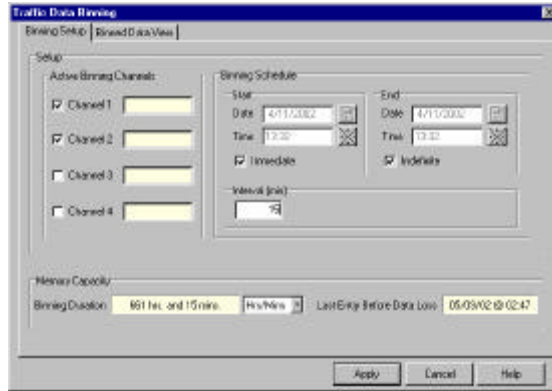 Traffic Data Binning
Binning Setup Binned Data View
Setup
Active Binning Channels
Channel 1
Channel 2
Channel 3
Channel 4
Binning Schedule
Start
Date 4/11/2002
Time 13:32
Immediate
End
Date 4/11/2002
Time 13:32
Indefinite
Interval (min)
15
Memory Capacity
Binning Duration 661 hrs. and 15 mins. Hrs/Mins Last Entry Before Data Loss 05/09/02 @ 02:47
Apply Cancel Help